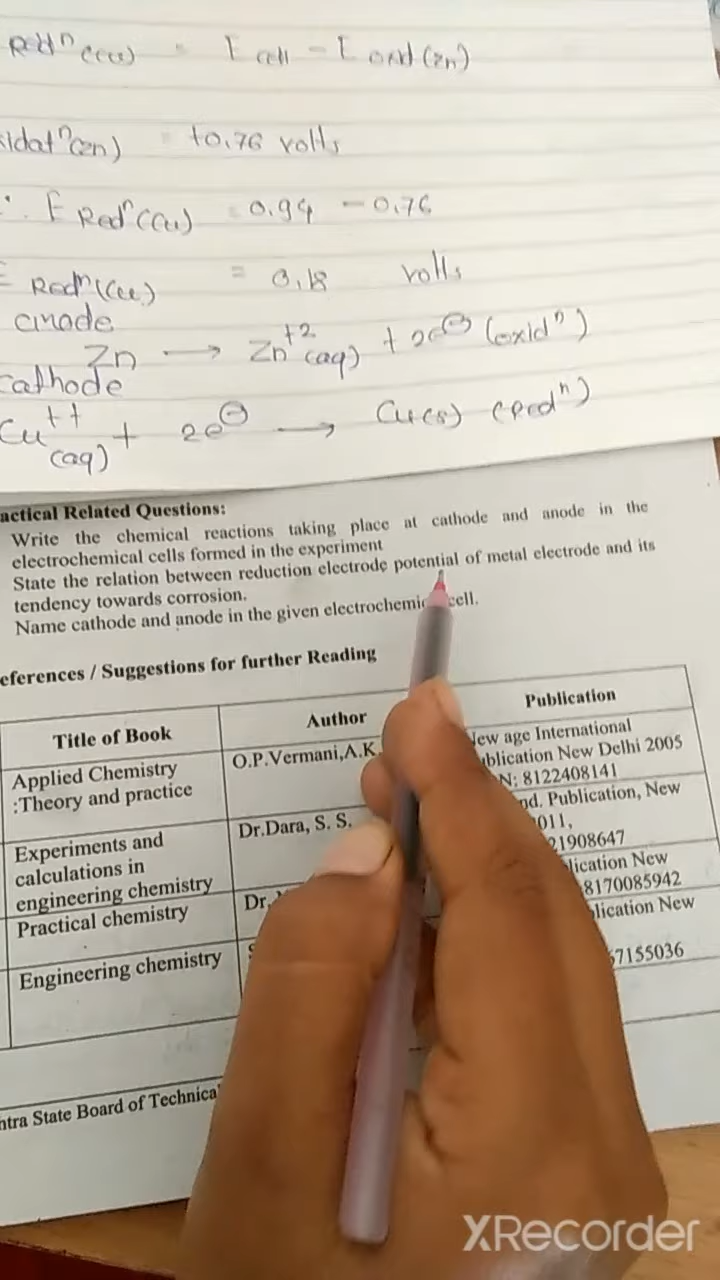 Redⁿ(Cu) = E cell - E oxid(zn)
idatⁿ(zn) = +0.76 volts
∴ E Redⁿ(Cu) = 0.94 - 0.76
E Redⁿ(Cu) = 0.18 volts
anode
Zn → Zn⁺²(aq) + 2e⊖ (oxidⁿ)
cathode
Cu⁺⁺(aq) + 2e⊖ → Cu(s) (Redⁿ)
actical Related Questions:
Write the chemical reactions taking place at cathode and anode in the
electrochemical cells formed in the experiment
State the relation between reduction electrode potential of metal electrode and its
tendency towards corrosion.
Name cathode and anode in the given electrochemic cell.
eferences / Suggestions for further Reading
Title of Book Author Publication
Applied Chemistry :Theory and practice O.P.Vermani,A.K New age International
ublication New Delhi 2005
N: 8122408141
Experiments and calculations in engineering chemistry Dr.Dara, S. S. nd. Publication, New
011,
21908647
Practical chemistry Dr. lication New
8170085942
Engineering chemistry S lication New
67155036
ntra State Board of Technica
XRecorder